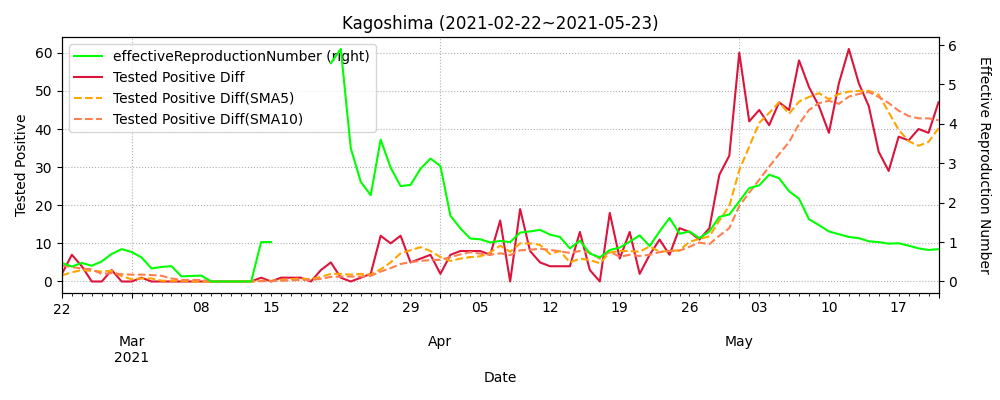 Kagoshima (2021-02-22~2021-05-23)
effectiveReproductionNumber (right)
Tested Positive Diff
Tested Positive Diff(SMA5)
Tested Positive Diff(SMA10)
Tested Positive
60
50
40
30
20
10
0
6
5
4
3
2
1
0
Effective Reproduction Number
22 08 15 22 29 05 12 19 26 03 10 17
Mar Apr May
2021
Date